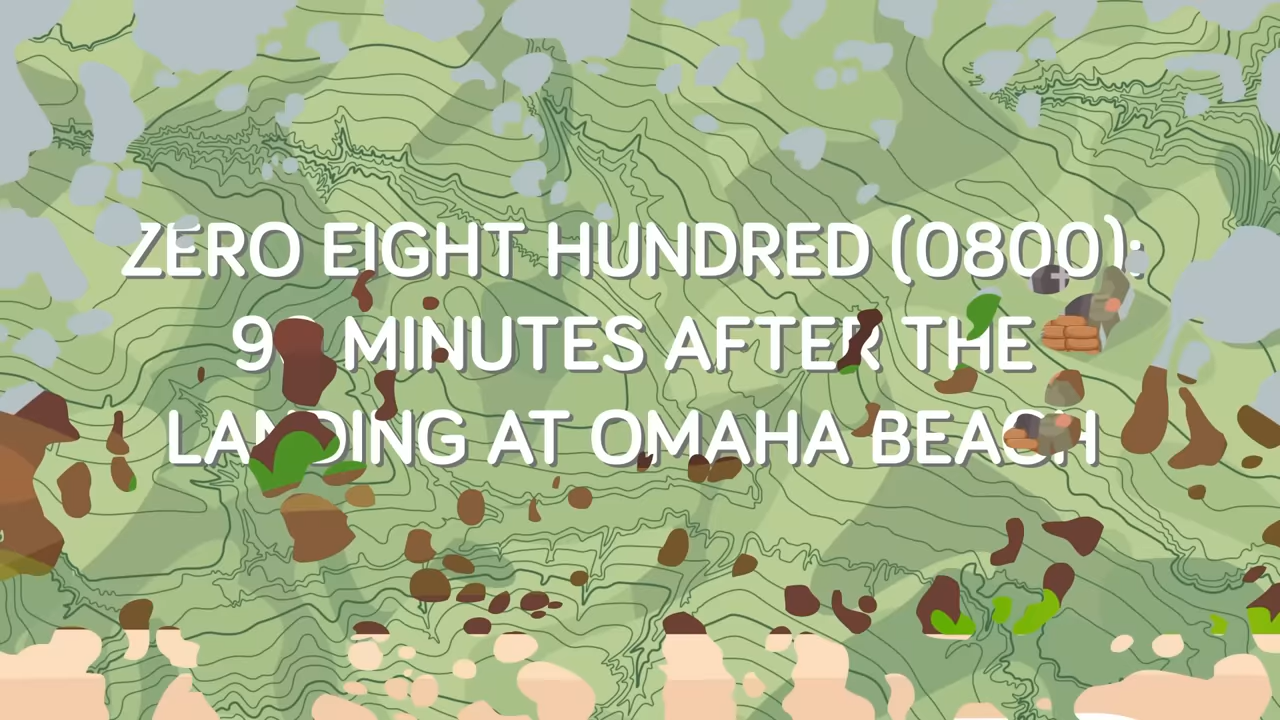 ZERO EIGHT HUNDRED (0800):
MINUTES AFTER THE
LANDING AT OMAHA BEACH